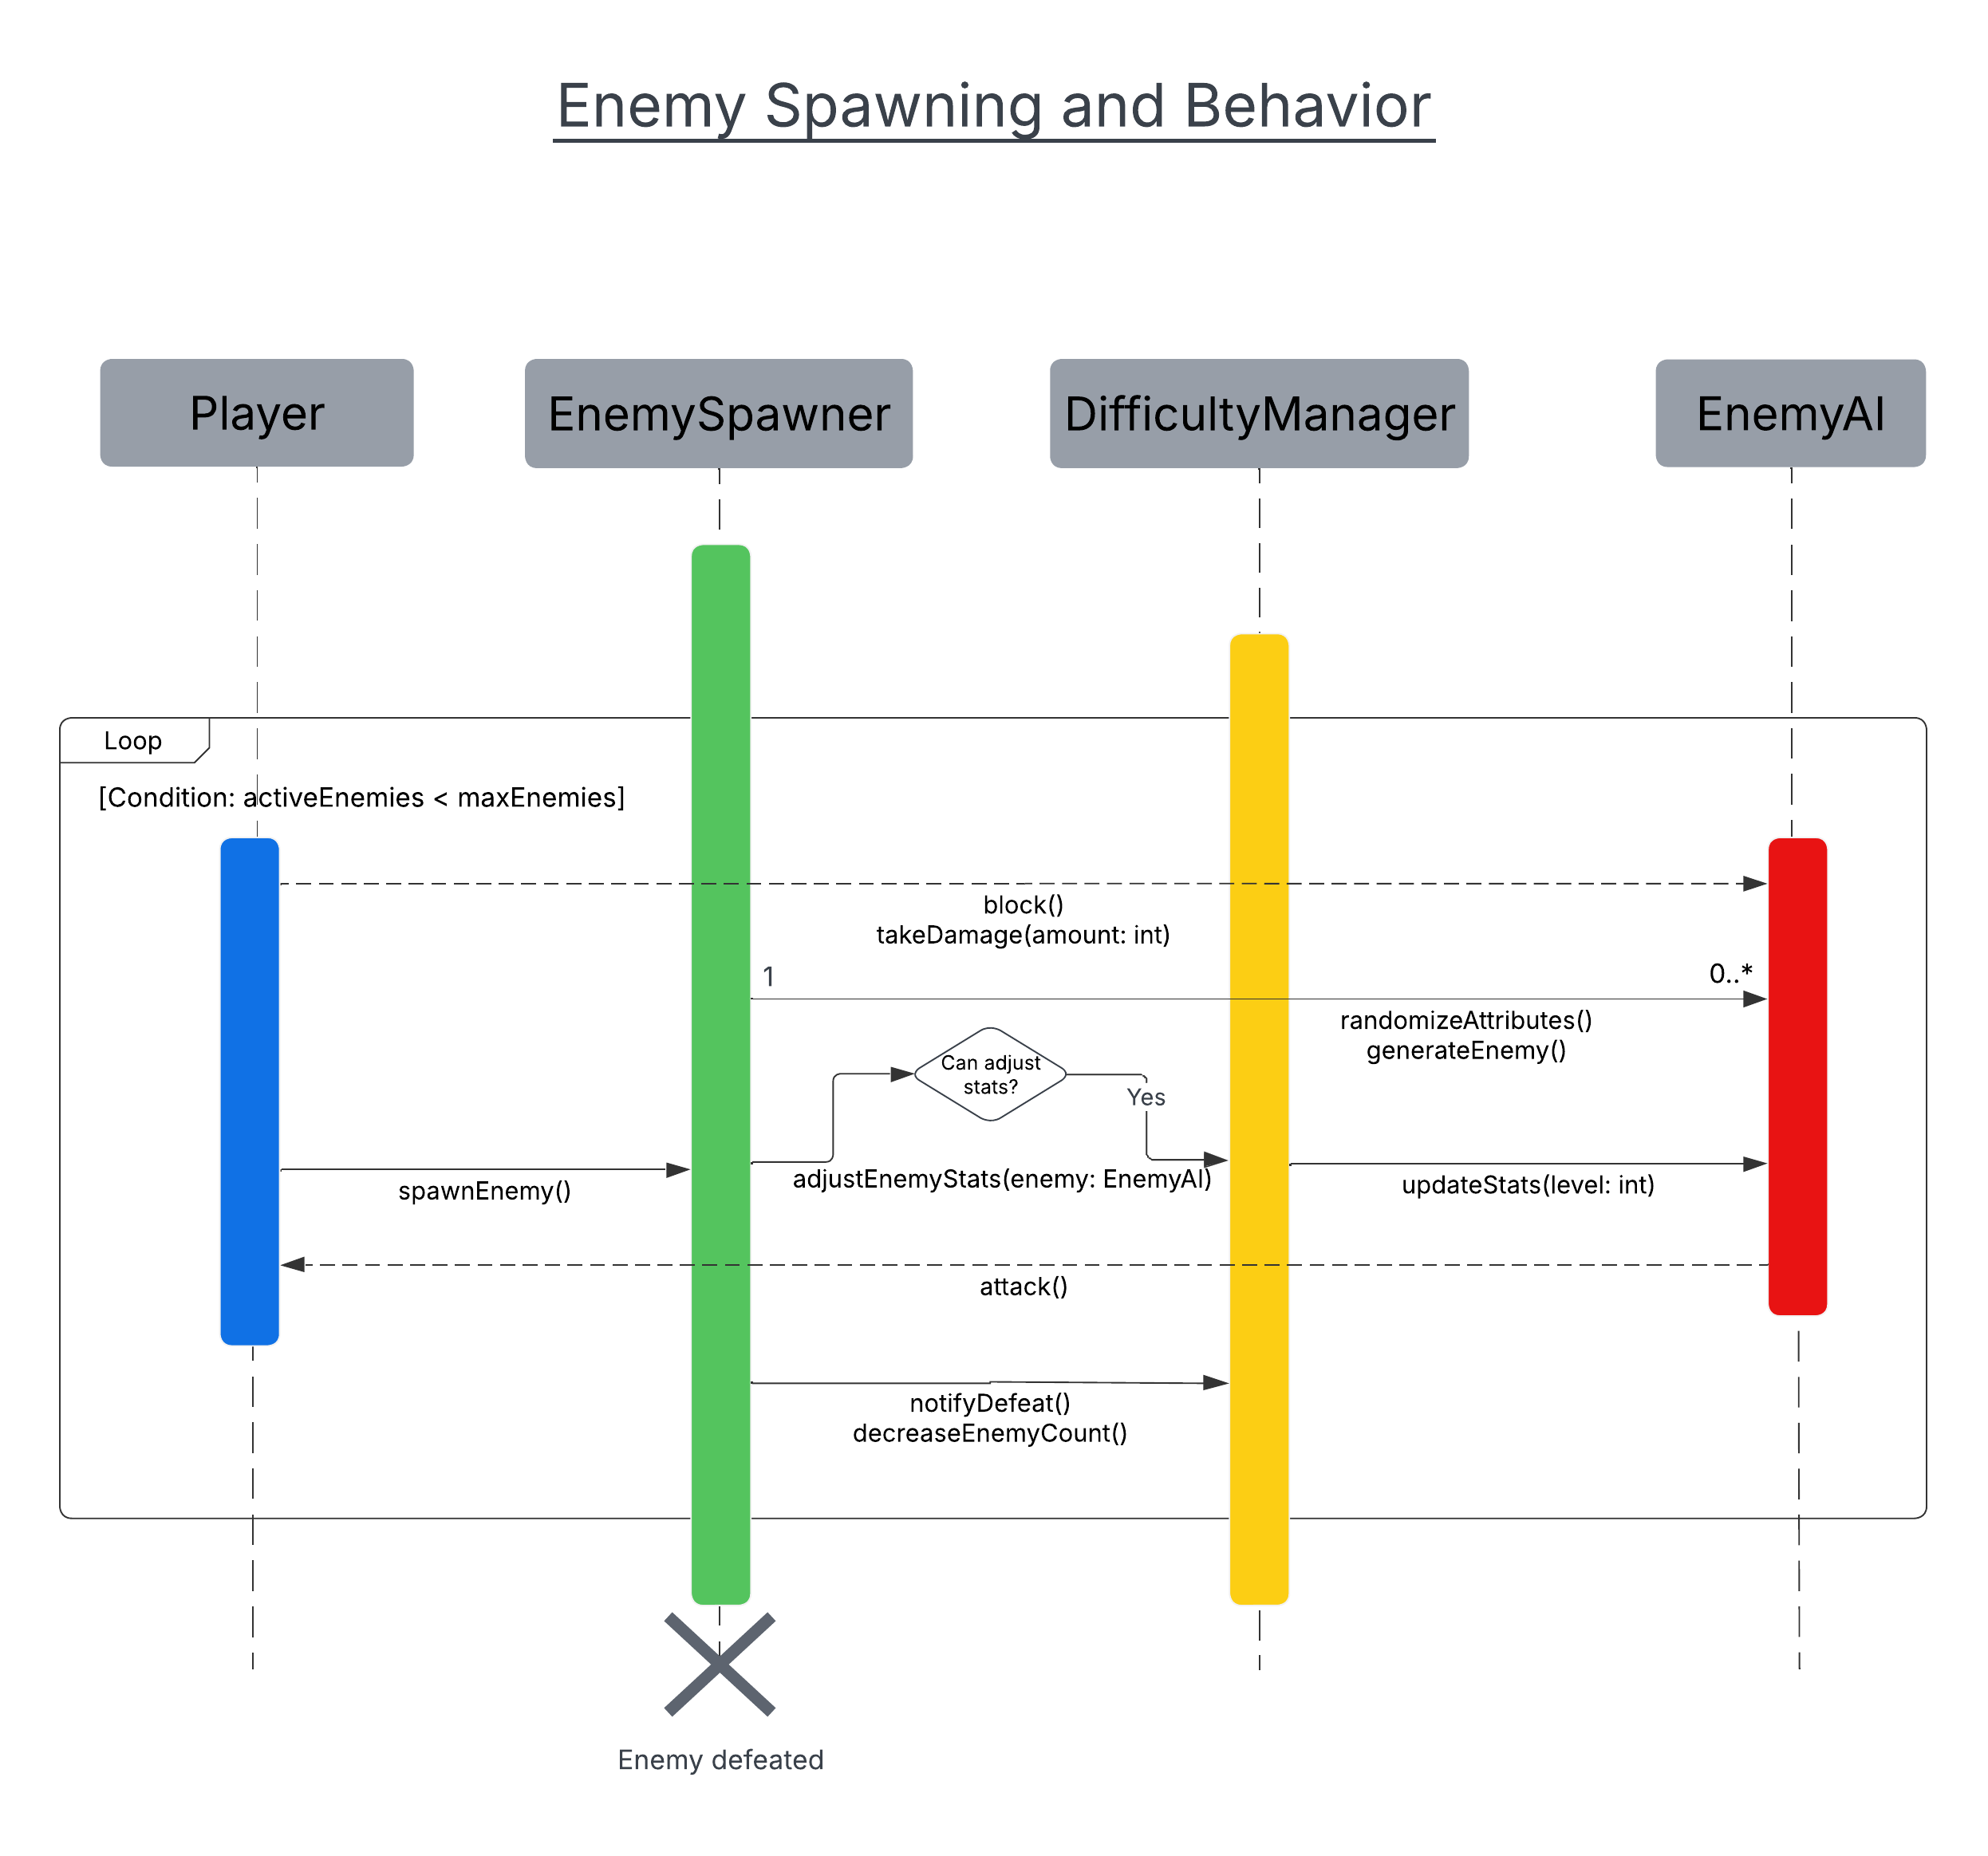 Enemy Spawning and Behavior
Player
EnemySpawner
DifficultyManager
EnemyAI
Loop
[Condition: activeEnemies < maxEnemies]
block()
takeDamage(amount: int)
1
0..*
randomizeAttributes()
generateEnemy()
Can adjust
stats?
Yes
spawnEnemy()
adjustEnemyStats(enemy: EnemyAI)
updateStats(level: int)
attack()
notifyDefeat()
decreaseEnemyCount()
Enemy defeated